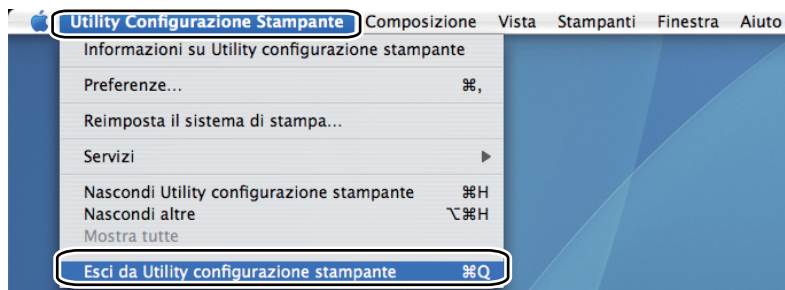 Utility Configurazione Stampante Composizione Vista Stampanti Finestra Aiuto
Informazioni su Utility configurazione stampante
Preferenze... ⌘,
Reimposta il sistema di stampa...
Servizi
Nascondi Utility configurazione stampante ⌘H
Nascondi altre ⌥⌘H
Mostra tutte
Esci da Utility configurazione stampante ⌘Q